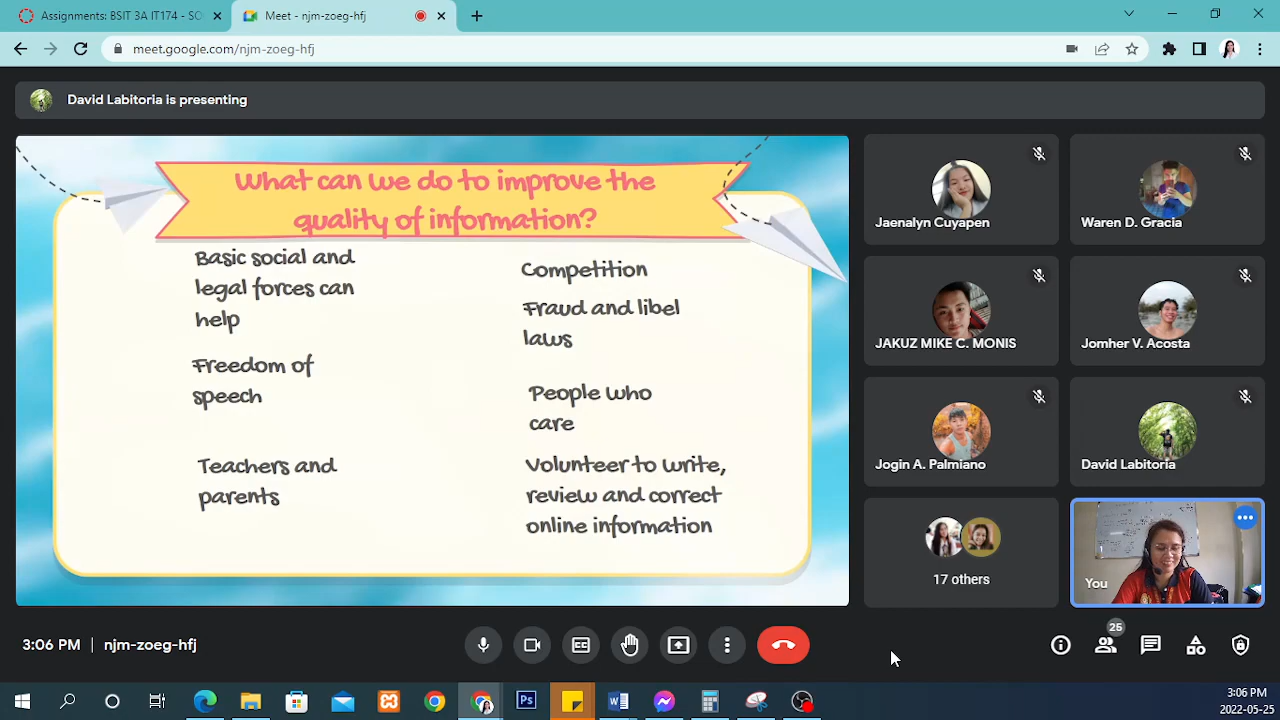 Assignments: BSIT 3A IT174 - SO
Meet - njm-zoeg-hfj
meet.google.com/njm-zoeg-hfj
David Labitoria is presenting
What can we do to improve the
quality of information?
Basic social and
legal forces can
help
Freedom of
speech
Teachers and
parents
Competition
Fraud and libel
laws
People who
care
Volunteer to write,
review and correct
online information
Jaenalyn Cuyapen
Waren D. Gracia
JAKUZ MIKE C. MONIS
Jomher V. Acosta
Jogin A. Palmiano
David Labitoria
17 others
You
3:06 PM | njm-zoeg-hfj
CC
25
Ps
W
3:06 PM
2022-05-25